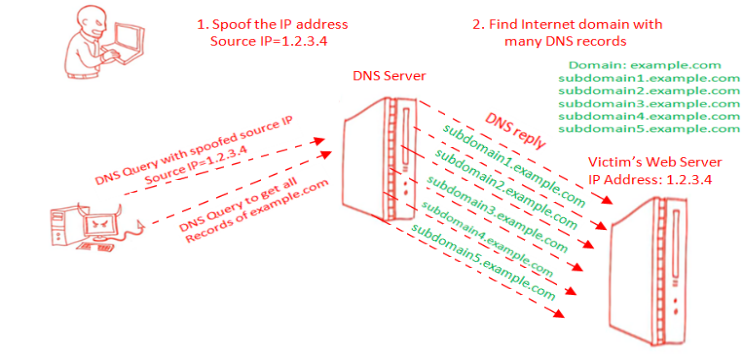 1. Spoof the IP address
Source IP=1.2.3.4
2. Find Internet domain with
many DNS records
Domain: example.com
subdomain1.example.com
subdomain2.example.com
subdomain3.example.com
subdomain4.example.com
subdomain5.example.com
DNS Server
DNS Query with spoofed source IP
Source IP=1.2.3.4
DNS Query to get all
Records of example.com
DNS reply
subdomain1.example.com
subdomain2.example.com
subdomain3.example.com
subdomain4.example.com
subdomain5.example.com
Victim's Web Server
IP Address: 1.2.3.4